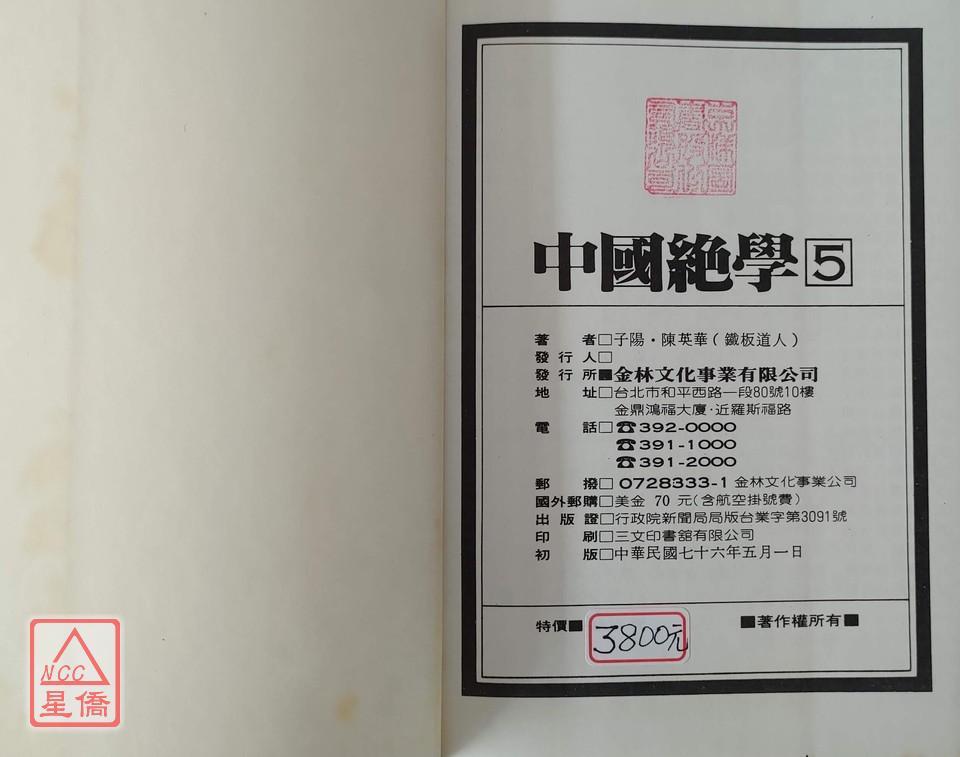 中國絕學5
著者□子陽·陳英華(鐵板道人)
發行人□
發行所■金林文化事業有限公司
地址□台北市和平西路一段80號10樓
金鼎鴻福大廈·近羅斯福路
電話□☎392-0000
☎391-1000
☎391-2000
郵撥□0728333-1金林文化事業公司
國外郵購□美金 70 元(含航空掛號費)
出版證□行政院新聞局局版台業字第3091號
印刷□三文印書舘有限公司
初版□中華民國七十六年五月一日
特價■3800元
■著作權所有■
NCC
星僑